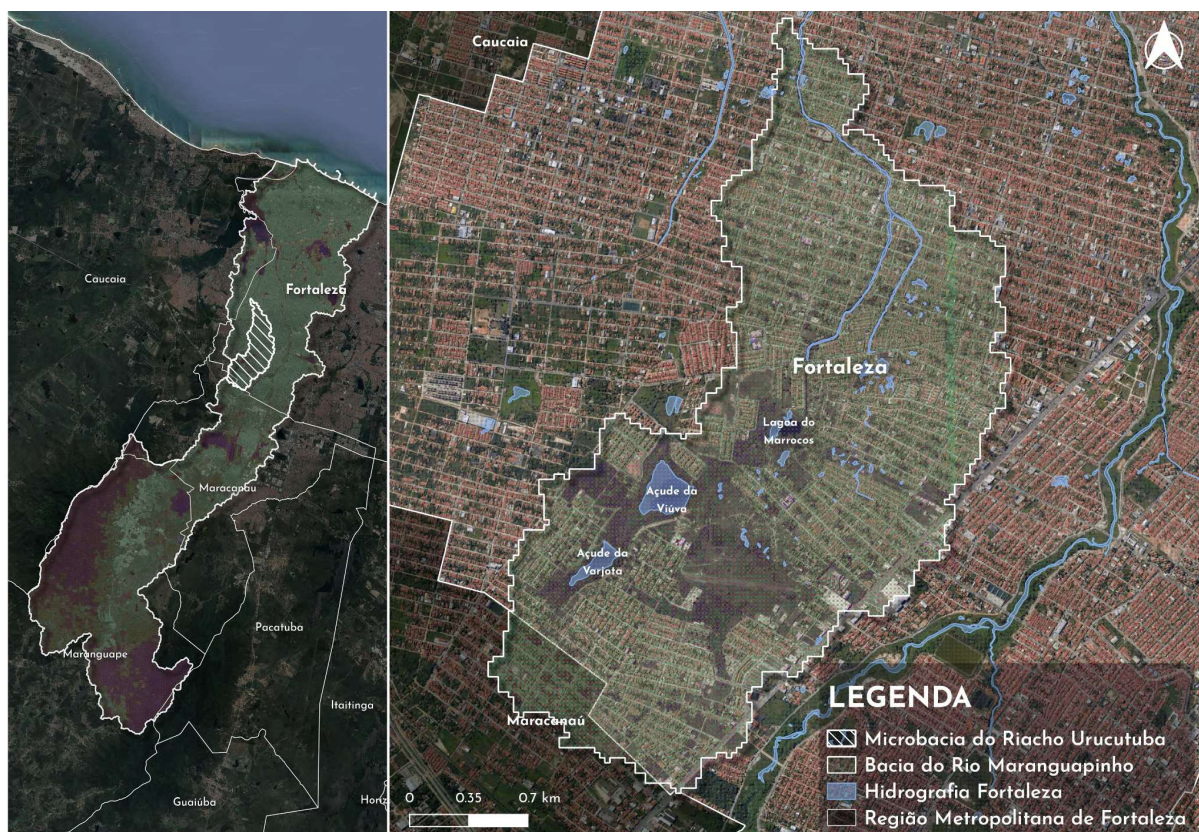 Caucaia
Fortaleza
Maracanaú
Pacatuba
Maranguape
Itaitinga
Guaiúba
Horiz
Caucaia
Fortaleza
Lagoa do
Marrocos
Açude da
Viúva
Açude da
Varjota
Maracanaú
0 0.35 0.7 km
LEGENDA
Microbacia do Riacho Urucutuba
Bacia do Rio Maranguapinho
Hidrografia Fortaleza
Região Metropolitana de Fortaleza